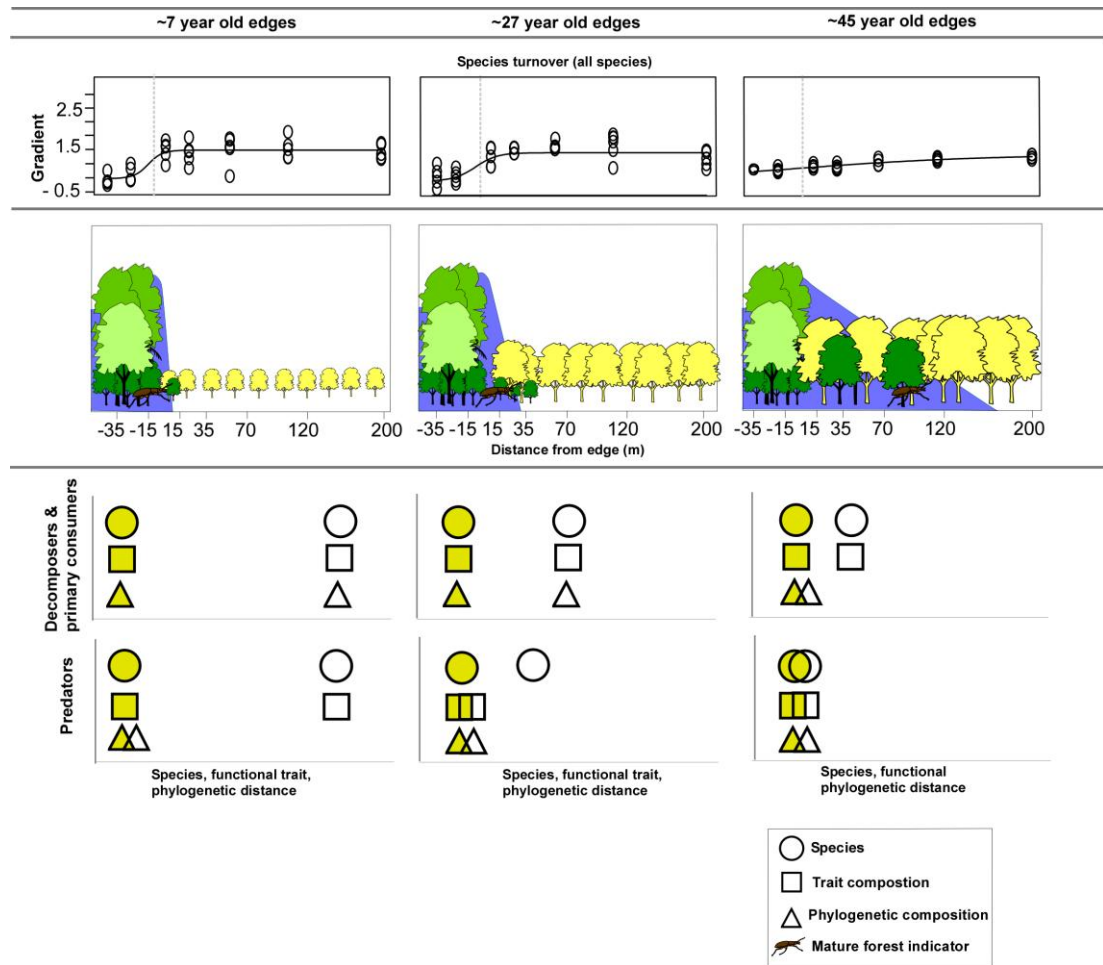 ~7 year old edges
~27 year old edges
~45 year old edges
Species turnover (all species)
Gradient
2.5
1.5
- 0.5
-35 -15 15 35 70 120 200
-35 -15 15 35 70 120 200
-35 -15 15 35 70 120 200
Distance from edge (m)
Decomposers &
primary consumers
Predators
Species, functional trait,
phylogenetic distance
Species, functional trait,
phylogenetic distance
Species, functional
phylogenetic distance
Species
Trait compostion
Phylogenetic composition
Mature forest indicator